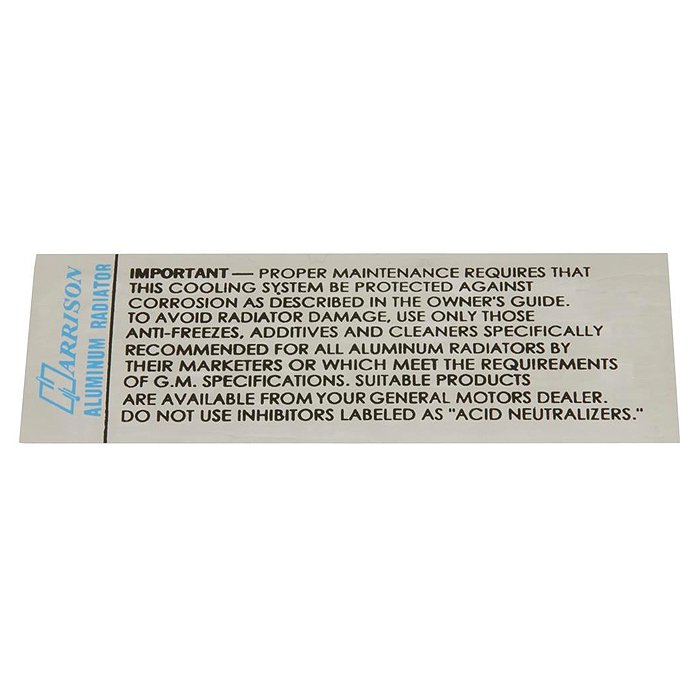 HARRISON
ALUMINUM RADIATOR
IMPORTANT — PROPER MAINTENANCE REQUIRES THAT
THIS COOLING SYSTEM BE PROTECTED AGAINST
CORROSION AS DESCRIBED IN THE OWNER'S GUIDE.
TO AVOID RADIATOR DAMAGE, USE ONLY THOSE
ANTI-FREEZES, ADDITIVES AND CLEANERS SPECIFICALLY
RECOMMENDED FOR ALL ALUMINUM RADIATORS BY
THEIR MARKETERS OR WHICH MEET THE REQUIREMENTS
OF G.M. SPECIFICATIONS. SUITABLE PRODUCTS
ARE AVAILABLE FROM YOUR GENERAL MOTORS DEALER.
DO NOT USE INHIBITORS LABELED AS "ACID NEUTRALIZERS."